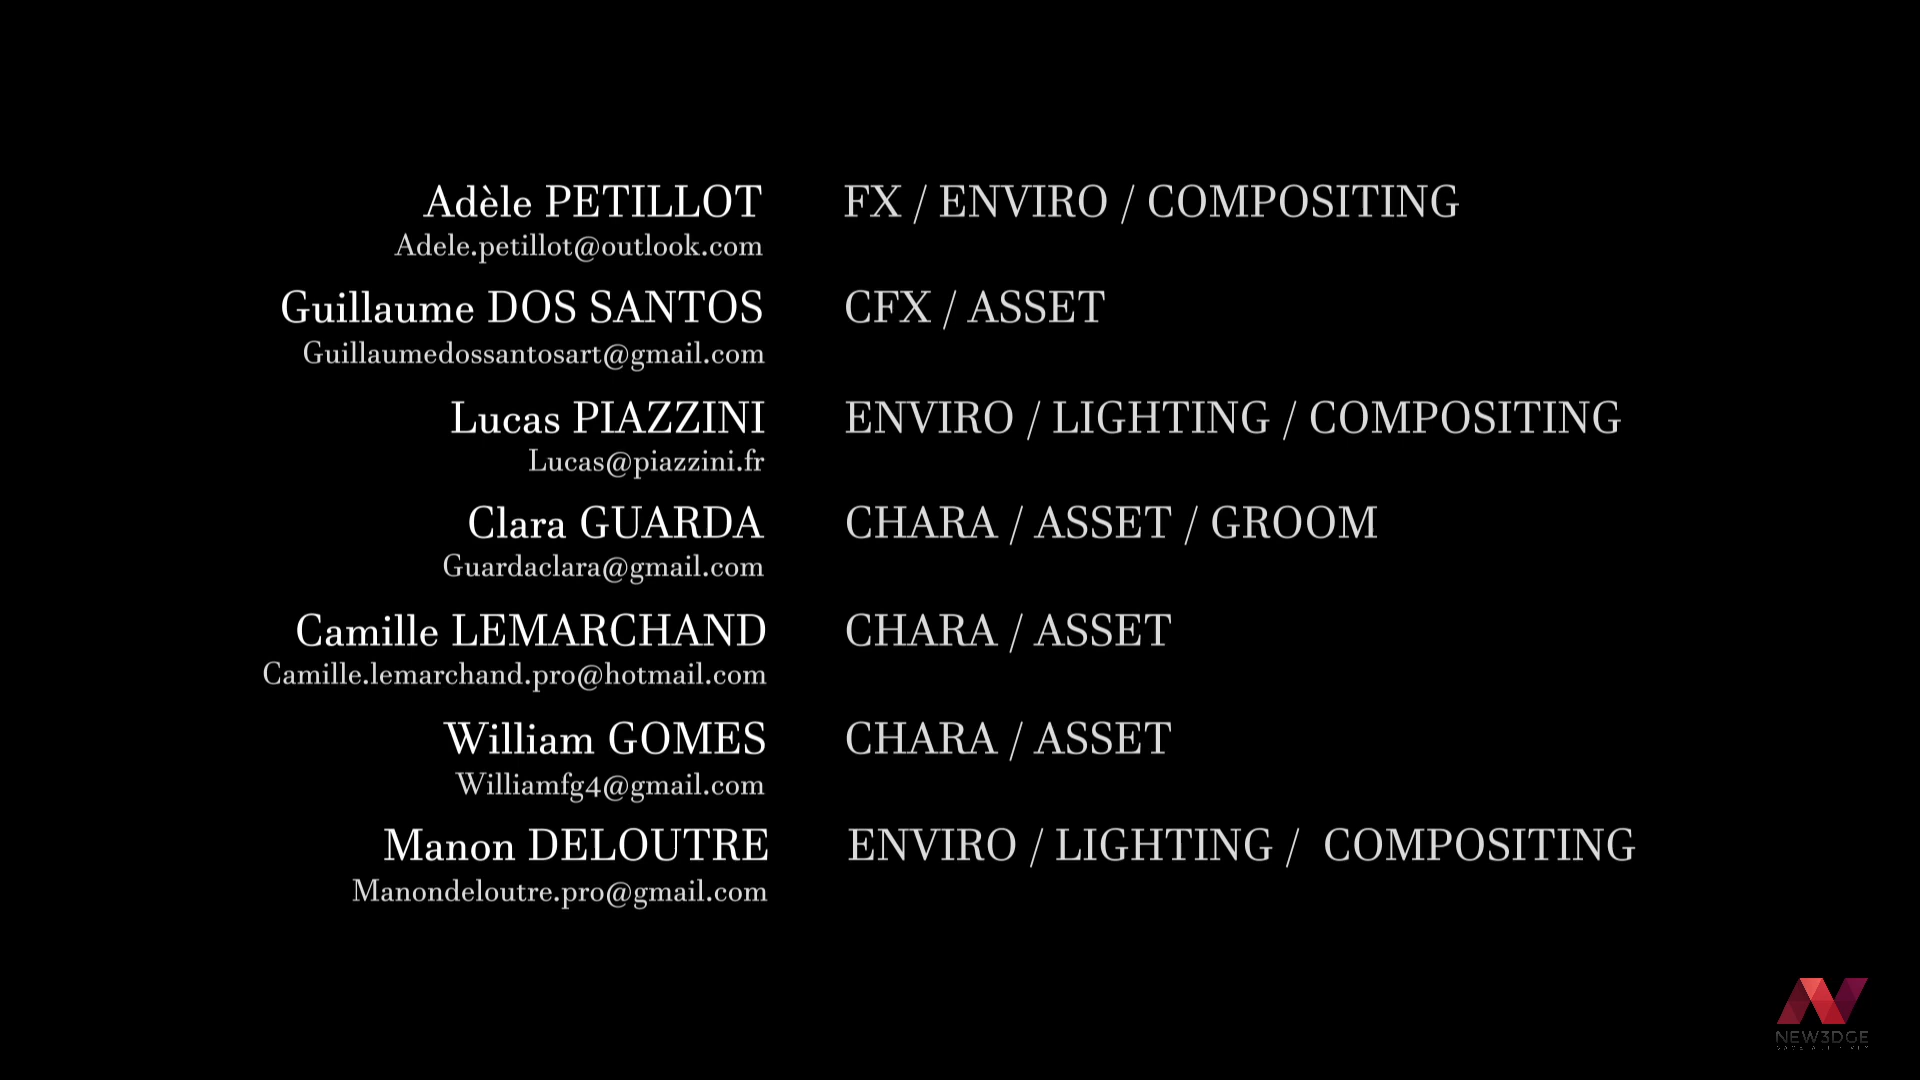 Adèle PETILLOT FX / ENVIRO / COMPOSITING
Adele.petillot@outlook.com
Guillaume DOS SANTOS CFX / ASSET
Guillaumedossantosart@gmail.com
Lucas PIAZZINI ENVIRO / LIGHTING / COMPOSITING
Lucas@piazzini.fr
Clara GUARDA CHARA / ASSET / GROOM
Guardaclara@gmail.com
Camille LEMARCHAND CHARA / ASSET
Camille.lemarchand.pro@hotmail.com
William GOMES CHARA / ASSET
Williamfg4@gmail.com
Manon DELOUTRE ENVIRO / LIGHTING / COMPOSITING
Manondeloutre.pro@gmail.com
NEW3DGE